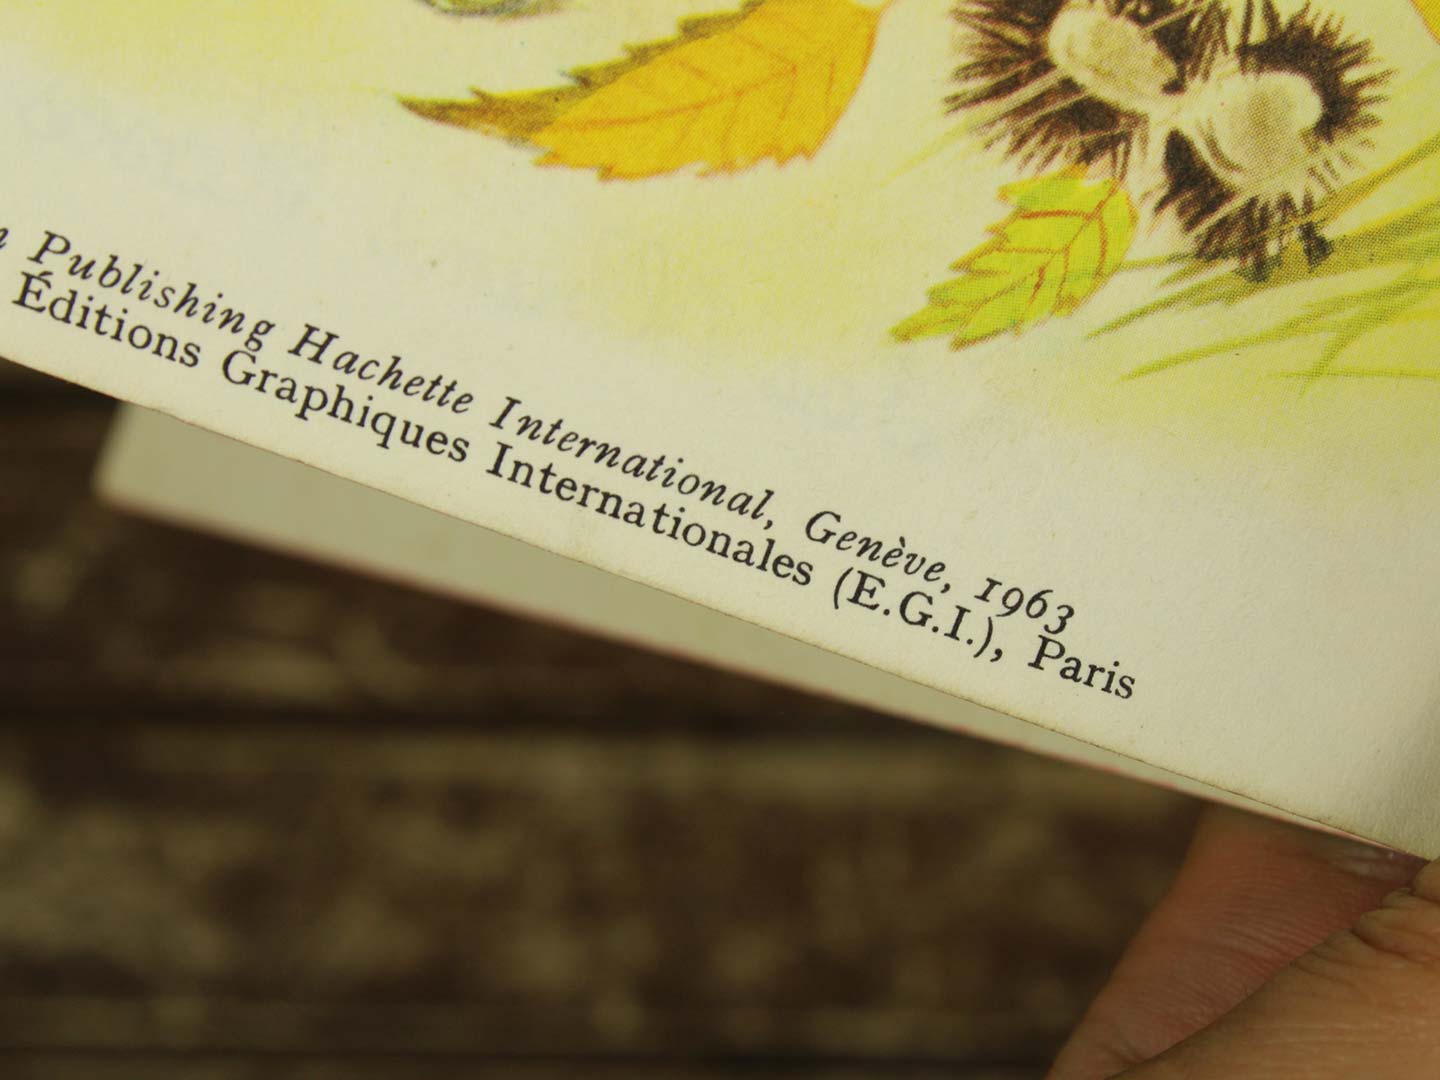 Publishing Hachette International, Genève, 1963
Éditions Graphiques Internationales (E.G.I.), Paris